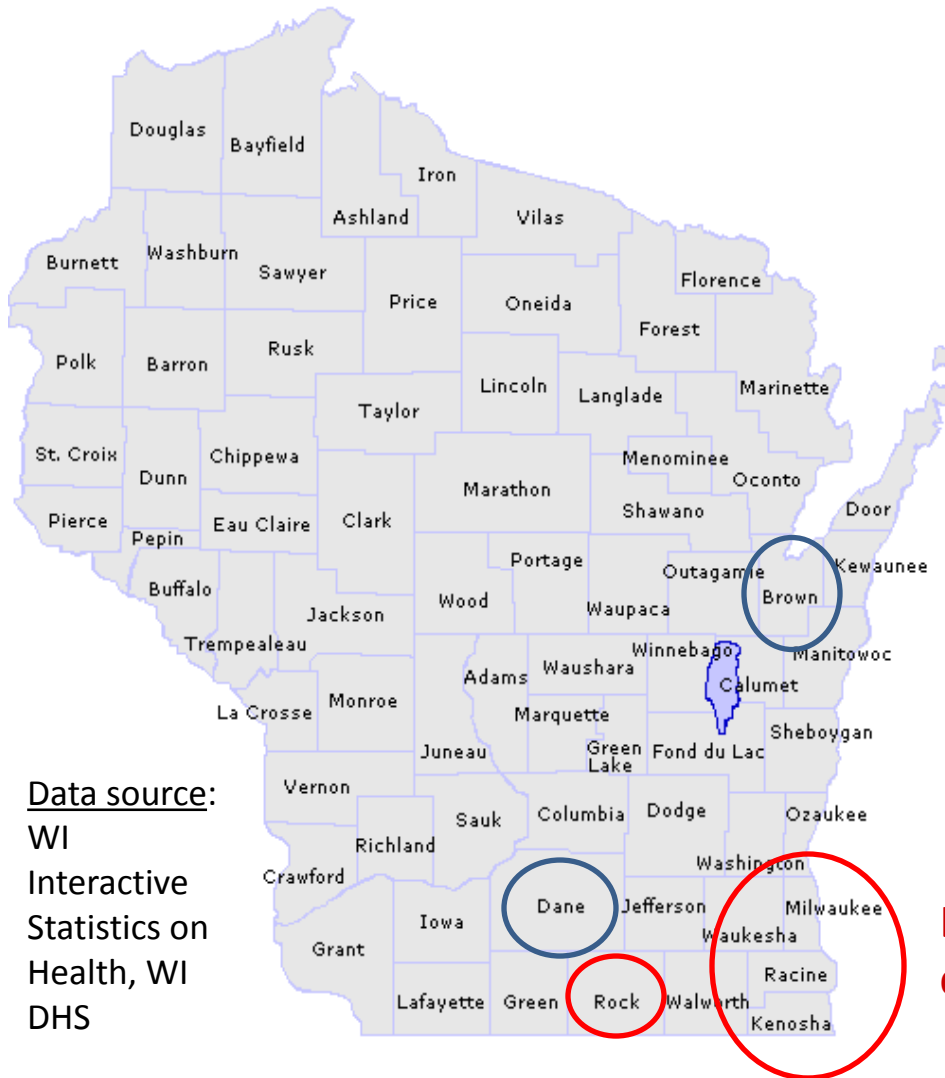 Douglas
Bayfield
Iron
Ashland
Vilas
Burnett
Washburn
Sawyer
Price
Oneida
Florence
Forest
Polk
Barron
Rusk
Lincoln
Langlade
Marinette
Taylor
St. Croix
Dunn
Chippewa
Menominee
Oconto
Marathon
Shawano
Door
Pierce
Pepin
Eau Claire
Clark
Portage
Outagamie
Kewaunee
Buffalo
Wood
Waupaca
Brown
Jackson
Trempealeau
Winnebago
Manitowoc
Adams
Waushara
Calumet
La Crosse
Monroe
Marquette
Juneau
Green
Lake
Fond du Lac
Sheboygan
Vernon
Sauk
Columbia
Dodge
Ozaukee
Richland
Crawford
Washington
Iowa
Dane
Jefferson
Milwaukee
Waukesha
Grant
Racine
Lafayette
Green
Rock
Walworth
Kenosha
Data source:
WI
Interactive
Statistics on
Health, WI
DHS